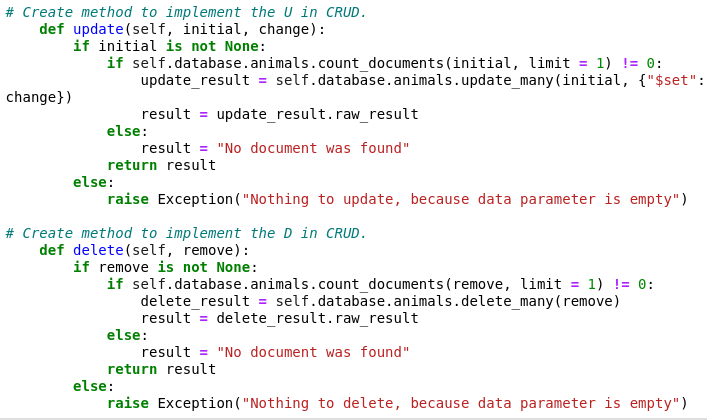 # Create method to implement the U in CRUD.
    def update(self, initial, change):
        if initial is not None:
            if self.database.animals.count_documents(initial, limit = 1) != 0:
                update_result = self.database.animals.update_many(initial, {"$set":
change})
                result = update_result.raw_result
            else:
                result = "No document was found"
            return result
        else:
            raise Exception("Nothing to update, because data parameter is empty")

# Create method to implement the D in CRUD.
    def delete(self, remove):
        if remove is not None:
            if self.database.animals.count_documents(remove, limit = 1) != 0:
                delete_result = self.database.animals.delete_many(remove)
                result = delete_result.raw_result
            else:
                result = "No document was found"
            return result
        else:
            raise Exception("Nothing to delete, because data parameter is empty")